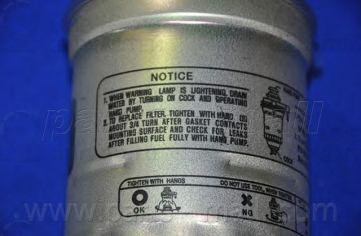 NOTICE
1. WHEN WARNING LAMP IS LIGHTENING, DRAIN
WATER BY TURNING ON COCK AND OPERATING
HAND PUMP.
2. TO REPLACE FILTER, TIGHTEN WITH HAND
ABOUT 3/4 TURN AFTER GASKET CONTACTS
MOUNTING SURFACE AND CHECK FOR LEAKS
AFTER FILLING FUEL FULLY WITH HAND PUMP.
COCK
TIGHTEN WITH HANDS
DO NOT USE TOOL, WHEN
OK
NG